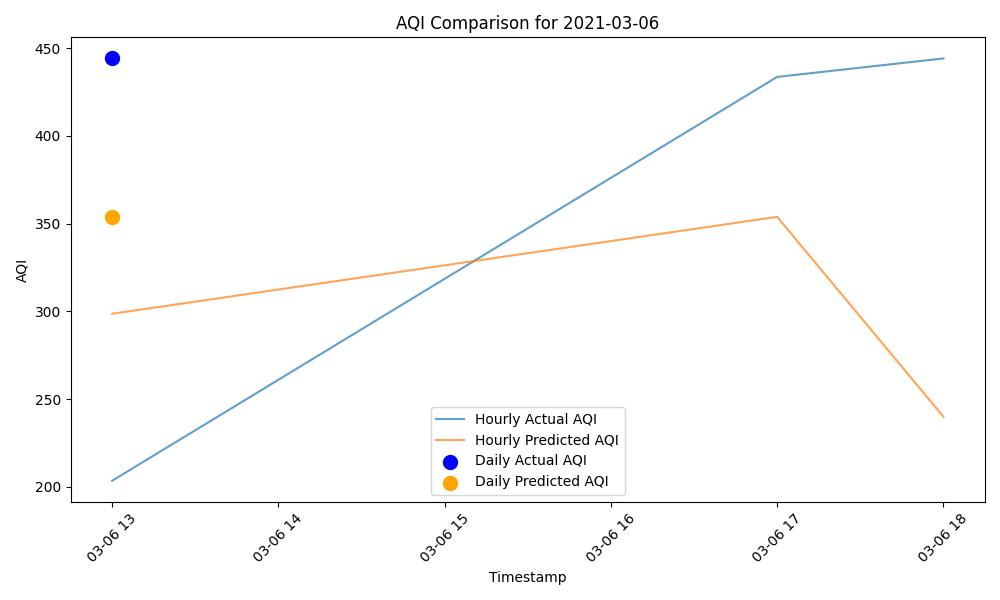 AQI Comparison for 2021-03-06
AQI
450
400
350
300
250
200
Hourly Actual AQI
Hourly Predicted AQI
Daily Actual AQI
Daily Predicted AQI
03-06 13
03-06 14
03-06 15
03-06 16
03-06 17
03-06 18
Timestamp